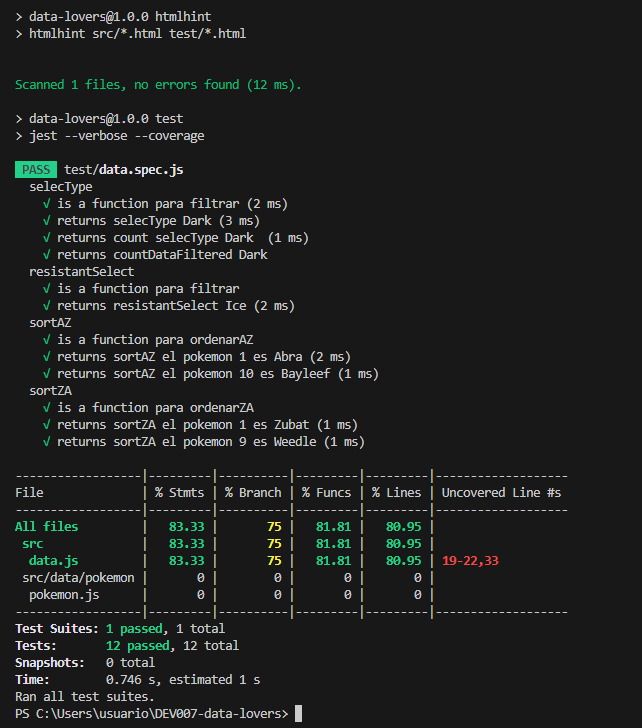 > data-lovers@1.0.0 htmlhint
> htmlhint src/*.html test/*.html
Scanned 1 files, no errors found (12 ms).
> data-lovers@1.0.0 test
> jest --verbose --coverage
PASS test/data.spec.js
selecType
√ is a function para filtrar (2 ms)
√ returns selecType Dark (3 ms)
√ returns count selecType Dark  (1 ms)
√ returns countDataFiltered Dark
resistantSelect
√ is a function para filtrar
√ returns resistantSelect Ice (2 ms)
sortAZ
√ is a function para ordenarAZ
√ returns sortAZ el pokemon 1 es Abra (2 ms)
√ returns sortAZ el pokemon 10 es Bayleef (1 ms)
sortZA
√ is a function para ordenarZA
√ returns sortZA el pokemon 1 es Zubat (1 ms)
√ returns sortZA el pokemon 9 es Weedle (1 ms)
-----------------|---------|----------|---------|---------|-------------------
File             | % Stmts | % Branch | % Funcs | % Lines | Uncovered Line #s
-----------------|---------|----------|---------|---------|-------------------
All files        |   83.33 |       75 |   81.81 |   80.95 |
src             |   83.33 |       75 |   81.81 |   80.95 |
data.js        |   83.33 |       75 |   81.81 |   80.95 | 19-22,33
src/data/pokemon |       0 |        0 |       0 |       0 |
pokemon.js     |       0 |        0 |       0 |       0 |
-----------------|---------|----------|---------|---------|-------------------
Test Suites: 1 passed, 1 total
Tests:       12 passed, 12 total
Snapshots:   0 total
Time:        0.746 s, estimated 1 s
Ran all test suites.
PS C:\Users\usuario\DEV007-data-lovers>